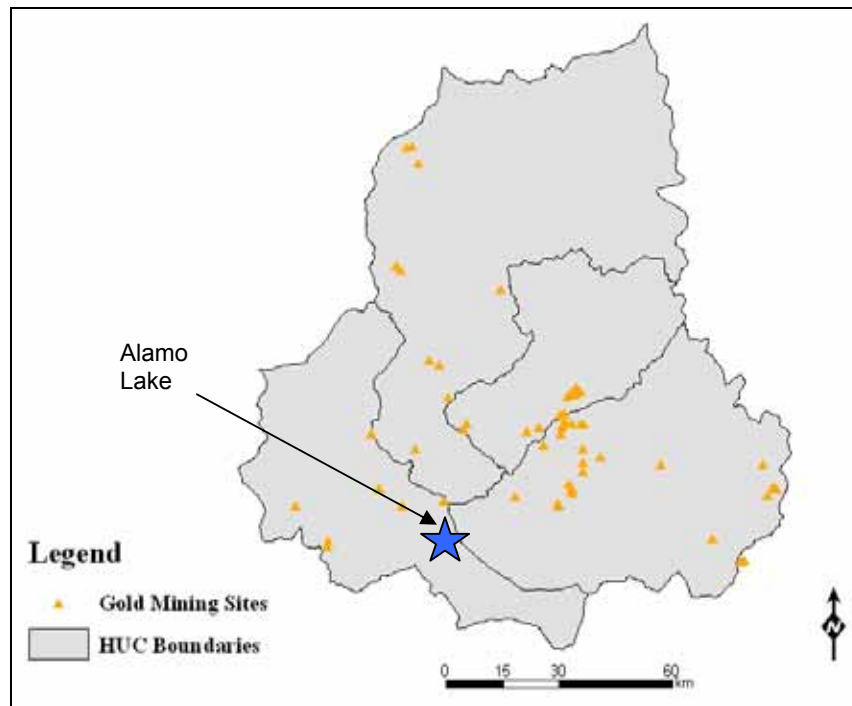 Alamo
Lake
Legend
Gold Mining Sites
HUC Boundaries
0 15 30 60
km
N